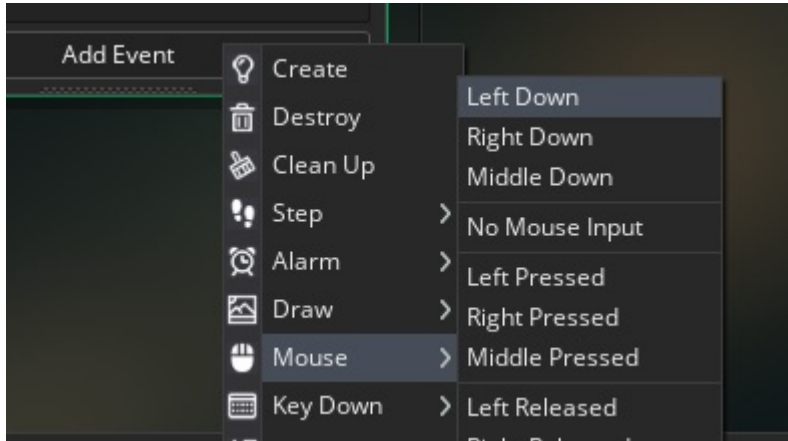 Add Event
Create
Destroy
Clean Up
Step
Alarm
Draw
Mouse
Key Down
Left Down
Right Down
Middle Down
No Mouse Input
Left Pressed
Right Pressed
Middle Pressed
Left Released